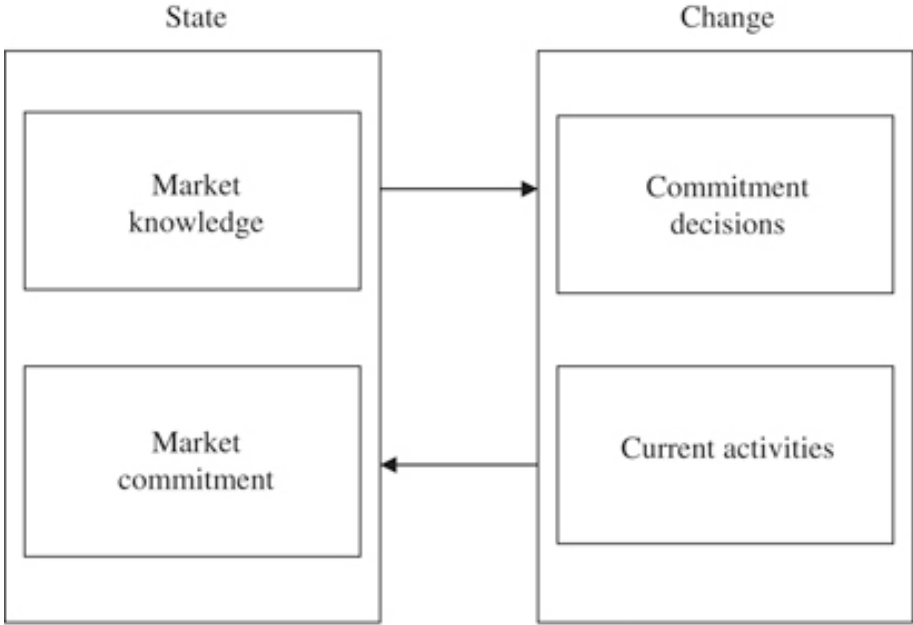 State
Change
Market
knowledge
Commitment
decisions
Market
commitment
Current activities